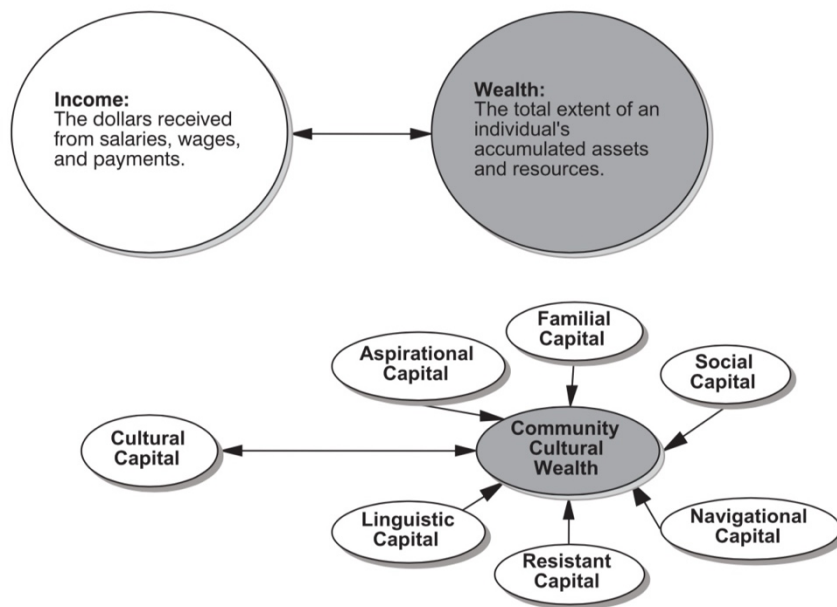 Income:
The dollars received
from salaries, wages,
and payments.
Wealth:
The total extent of an
individual's
accumulated assets
and resources.
Familial
Capital
Aspirational
Capital
Social
Capital
Cultural
Capital
Community
Cultural
Wealth
Linguistic
Capital
Resistant
Capital
Navigational
Capital